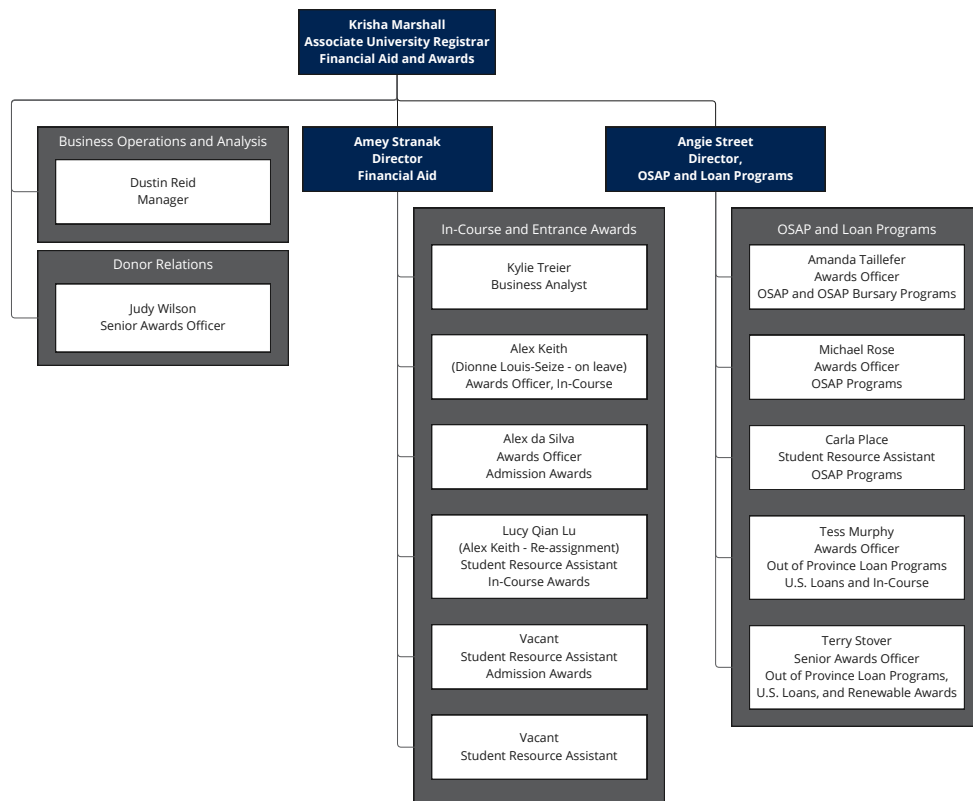 Krisha Marshall
Associate University Registrar
Financial Aid and Awards
Business Operations and Analysis
Dustin Reid
Manager
Donor Relations
Judy Wilson
Senior Awards Officer
Amey Stranak
Director
Financial Aid
In-Course and Entrance Awards
Kylie Treier
Business Analyst
Alex Keith
(Dionne Louis-Seize - on leave)
Awards Officer, In-Course
Alex da Silva
Awards Officer
Admission Awards
Lucy Qian Lu
(Alex Keith - Re-assignment)
Student Resource Assistant
In-Course Awards
Vacant
Student Resource Assistant
Admission Awards
Vacant
Student Resource Assistant
Angie Street
Director,
OSAP and Loan Programs
OSAP and Loan Programs
Amanda Taillefer
Awards Officer
OSAP and OSAP Bursary Programs
Michael Rose
Awards Officer
OSAP Programs
Carla Place
Student Resource Assistant
OSAP Programs
Tess Murphy
Awards Officer
Out of Province Loan Programs
U.S. Loans and In-Course
Terry Stover
Senior Awards Officer
Out of Province Loan Programs,
U.S. Loans, and Renewable Awards